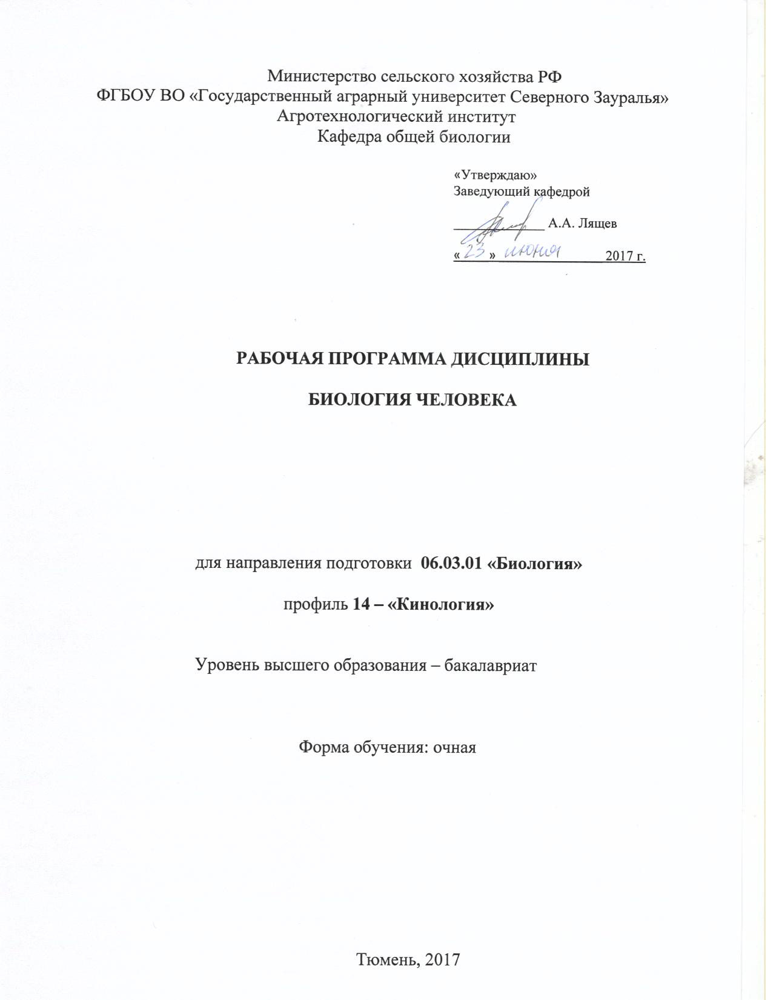 Министерство сельского хозяйства РФ
ФГБОУ ВО «Государственный аграрный университет Северного Зауралья»
Агротехнологический институт
Кафедра общей биологии
«Утверждаю»
Заведующий кафедрой
А.А. Лящев
« 23 » июня 2017 г.
РАБОЧАЯ ПРОГРАММА ДИСЦИПЛИНЫ
БИОЛОГИЯ ЧЕЛОВЕКА
для направления подготовки 06.03.01 «Биология»
профиль 14 – «Кинология»
Уровень высшего образования – бакалавриат
Форма обучения: очная
Тюмень, 2017